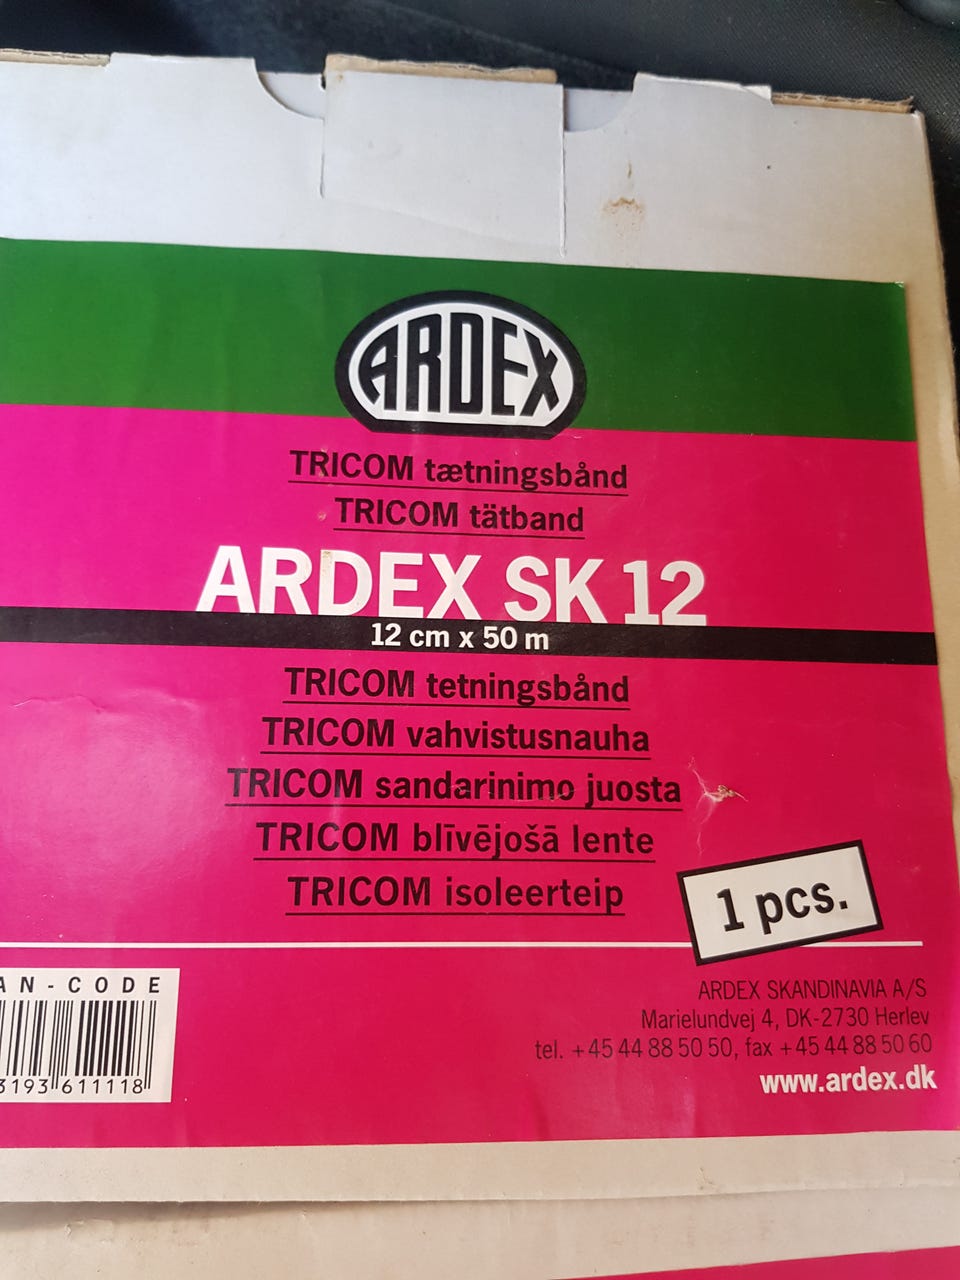 ARDEX
TRICOM tætningsbånd
TRICOM tätband
ARDEX SK 12
12 cm x 50 m
TRICOM tetningsbånd
TRICOM vahvistusnauha
TRICOM sandarinimo juosta
TRICOM blīvējošā lente
TRICOM isoleerteip
1 pcs.
AN-CODE
3193 611118
ARDEX SKANDINAVIA A/S
Marielundvej 4, DK-2730 Herlev
tel. +45 44 88 50 50, fax +45 44 88 50 60
www.ardex.dk